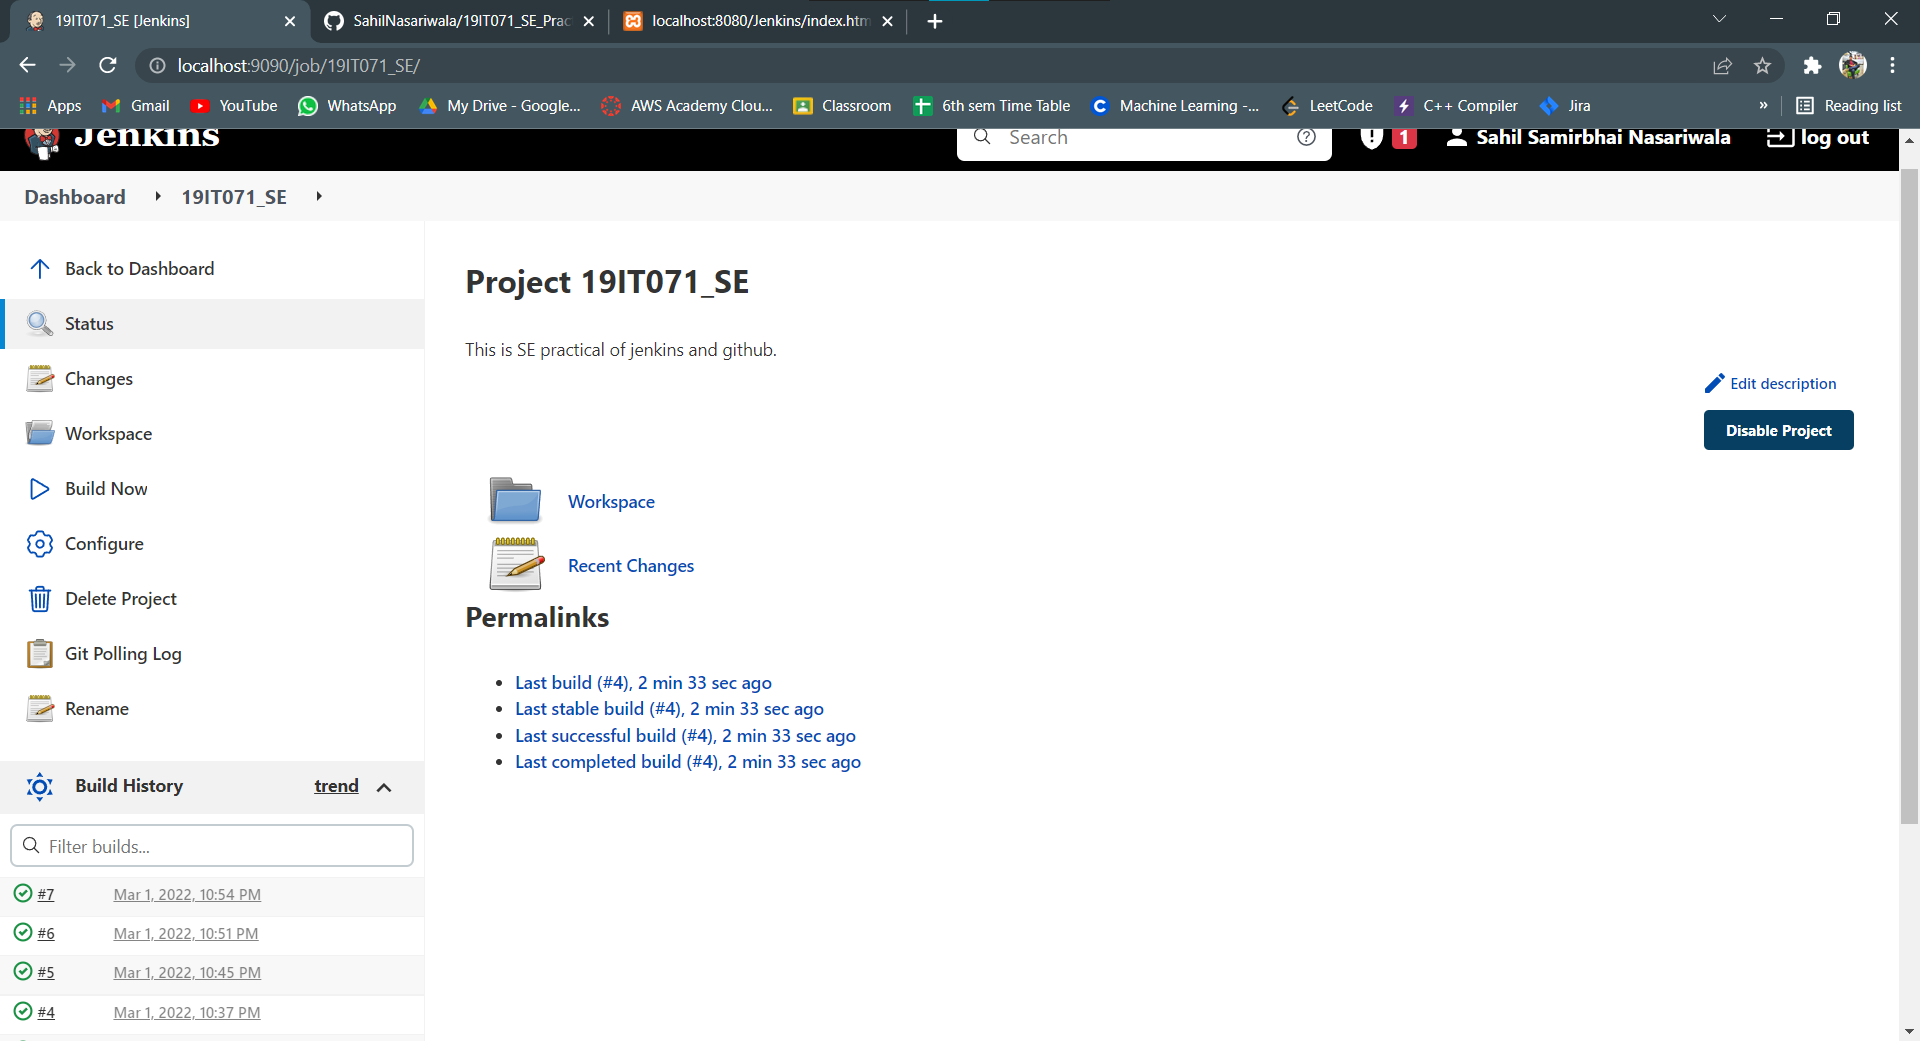 19IT071_SE [Jenkins]
SahilNasariwala/19IT071_SE_Prac
localhost:8080/Jenkins/index.htm
localhost:9090/job/19IT071_SE/
Apps
Gmail
YouTube
WhatsApp
My Drive - Google...
AWS Academy Clou...
Classroom
6th sem Time Table
Machine Learning -...
LeetCode
C++ Compiler
Jira
»
Reading list
Jenkins
Search
1
Sahil Samirbhai Nasariwala
log out
Dashboard
19IT071_SE
Back to Dashboard
Status
Changes
Workspace
Build Now
Configure
Delete Project
Git Polling Log
Rename
Build History
trend
Filter builds...
#7 Mar 1, 2022, 10:54 PM
#6 Mar 1, 2022, 10:51 PM
#5 Mar 1, 2022, 10:45 PM
#4 Mar 1, 2022, 10:37 PM
Project 19IT071_SE
This is SE practical of jenkins and github.
Edit description
Disable Project
Workspace
Recent Changes
Permalinks
Last build (#4), 2 min 33 sec ago
Last stable build (#4), 2 min 33 sec ago
Last successful build (#4), 2 min 33 sec ago
Last completed build (#4), 2 min 33 sec ago